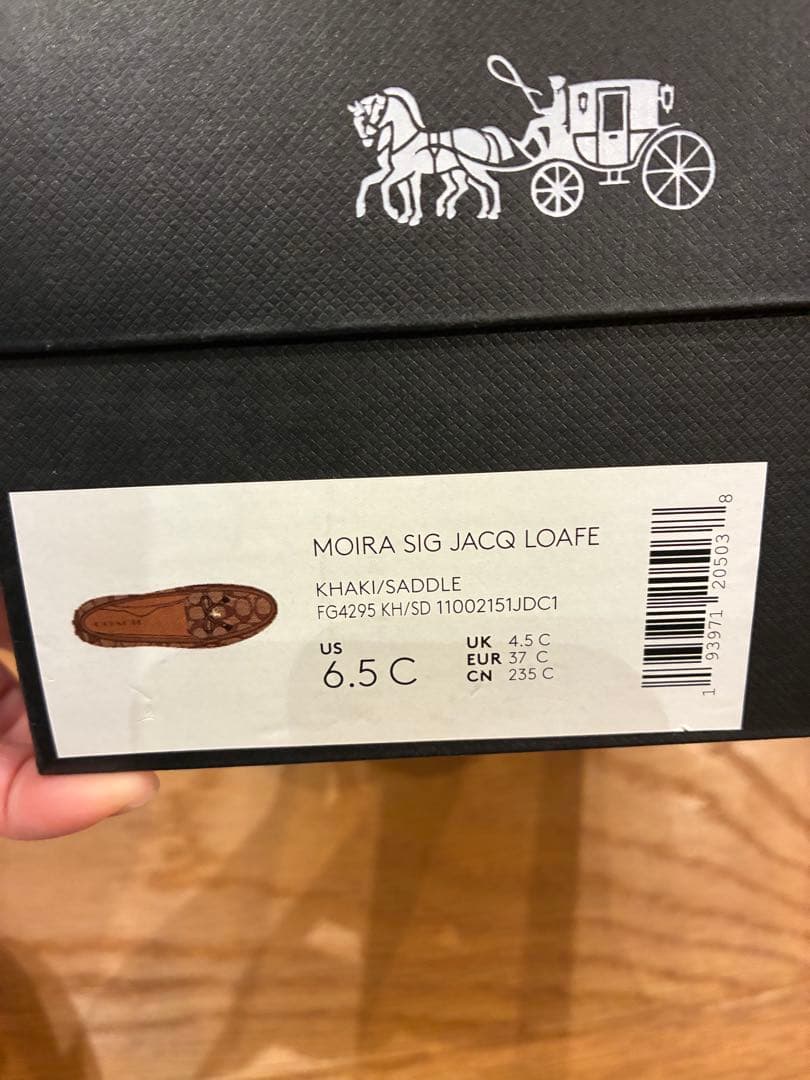 MOIRA SIG JACQ LOAFE
KHAKI/SADDLE
FG4295 KH/SD 11002151JDC1
US
6.5 C
UK 4.5 C
EUR 37 C
CN 235 C
1 93971 20503 8
COACH